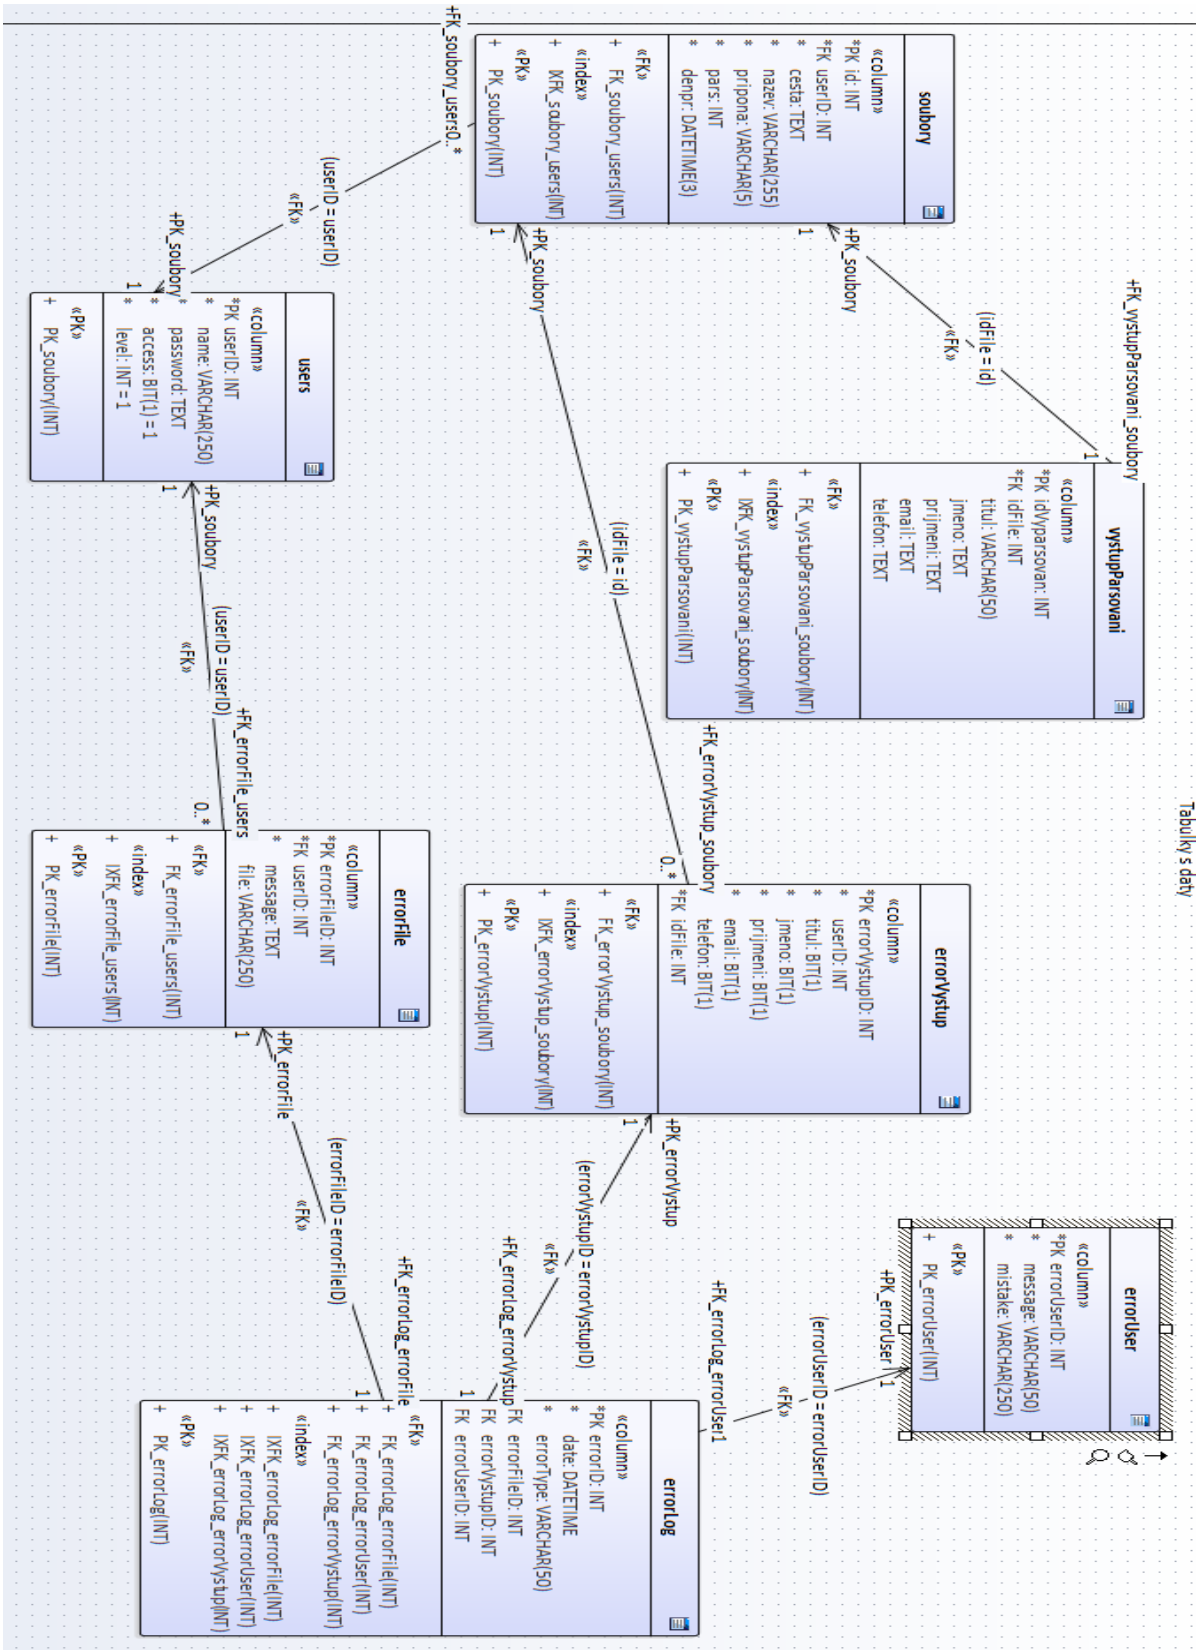 Tabulky s daty
soubory
«column»
*PK id: INT
*FK userID: INT
* cesta: TEXT
* nazev: VARCHAR(255)
* pripona: VARCHAR(5)
* pars: INT
* denpr: DATETIME(3)
«FK»
+ FK_soubory_users(INT)
«index»
+ IXFK_soubory_users(INT)
«PK»
+ PK_soubory(INT)
+FK_vystupParsovani_soubory
1
(idFile = id)
«FK»
+PK_soubory
1
vystupParsovani
«column»
*PK idVyparsovan: INT
*FK idFile: INT
titul: VARCHAR(50)
jmeno: TEXT
prijmeni: TEXT
email: TEXT
telefon: TEXT
«FK»
+ FK_vystupParsovani_soubory(INT)
«index»
+ IXFK_vystupParsovani_soubory(INT)
«PK»
+ PK_vystupParsovani(INT)
+PK_soubory
1
(idFile = id)
«FK»
+FK_errorVystup_soubory
0..*
errorVystup
«column»
*PK errorVystupID: INT
* userID: INT
* titul: BIT(1)
* jmeno: BIT(1)
* prijmeni: BIT(1)
* email: BIT(1)
* telefon: BIT(1)
*FK idFile: INT
«FK»
+ FK_errorVystup_soubory(INT)
«index»
+ IXFK_errorVystup_soubory(INT)
«PK»
+ PK_errorVystup(INT)
+FK_soubory_users0..*
(userID = userID)
«FK»
+PK_soubory
1
users
«column»
*PK userID: INT
* name: VARCHAR(250)
* password: TEXT
* access: BIT(1) = 1
* level: INT = 1
«PK»
+ PK_soubory(INT)
+PK_soubory
1
(userID = userID)
«FK»
+FK_errorFile_users
0..*
errorFile
«column»
*PK errorFileID: INT
*FK userID: INT
* message: TEXT
file: VARCHAR(250)
«FK»
+ FK_errorFile_users(INT)
«index»
+ IXFK_errorFile_users(INT)
«PK»
+ PK_errorFile(INT)
+PK_errorFile
1
(errorFileID = errorFileID)
«FK»
+FK_errorLog_errorFile
1
+PK_errorVystup
1
(errorVystupID = errorVystupID)
«FK»
+FK_errorLog_errorVystup
1
errorUser
«column»
*PK errorUserID: INT
* message: VARCHAR(50)
* mistake: VARCHAR(250)
«PK»
+ PK_errorUser(INT)
+PK_errorUser
1
(errorUserID = errorUserID)
«FK»
+FK_errorLog_errorUser1
errorLog
«column»
*PK errorID: INT
* date: DATETIME
* errorType: VARCHAR(50)
FK errorFileID: INT
FK errorVystupID: INT
FK errorUserID: INT
«FK»
+ FK_errorLog_errorFile(INT)
+ FK_errorLog_errorUser(INT)
+ FK_errorLog_errorVystup(INT)
«index»
+ IXFK_errorLog_errorFile(INT)
+ IXFK_errorLog_errorUser(INT)
+ IXFK_errorLog_errorVystup(INT)
«PK»
+ PK_errorLog(INT)